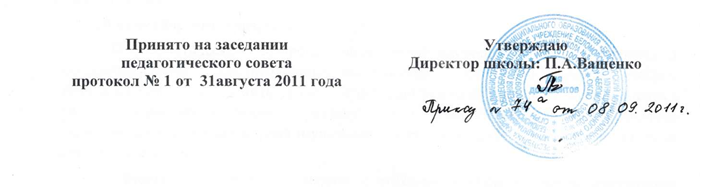 Принято на заседании
педагогического совета
протокол № 1 от 31августа 2011 года
Утверждаю
Директор школы: П.А.Ващенко
Приказ № 74а от 08.09.2011г.